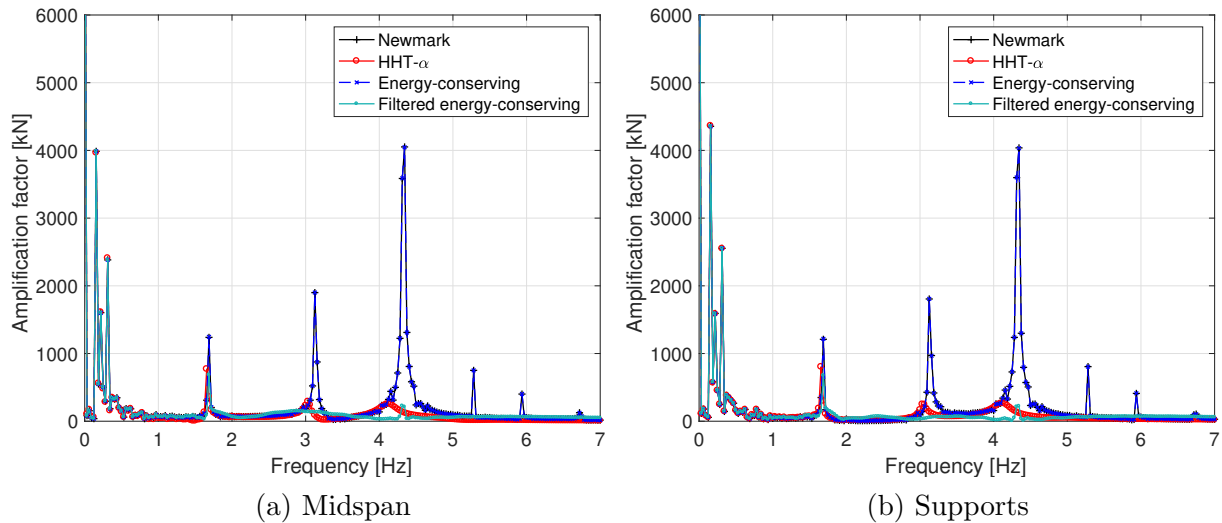 6000
5000
4000
3000
2000
1000
0
Amplification factor [kN]
Newmark
HHT-α
Energy-conserving
Filtered energy-conserving
0 1 2 3 4 5 6 7
Frequency [Hz]
(a) Midspan
6000
5000
4000
3000
2000
1000
0
Amplification factor [kN]
Newmark
HHT-α
Energy-conserving
Filtered energy-conserving
0 1 2 3 4 5 6 7
Frequency [Hz]
(b) Supports